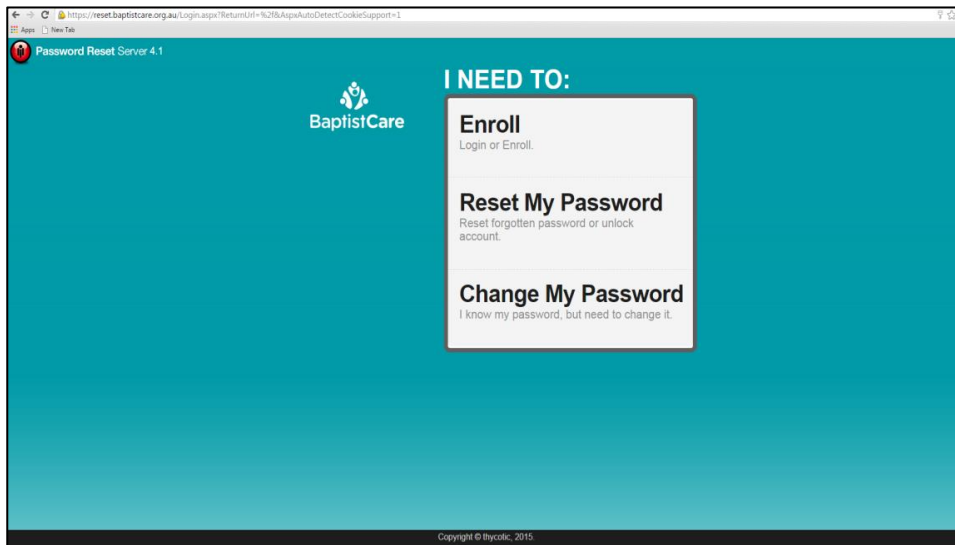 https://reset.baptistcare.org.au/Login.aspx?ReturnUrl=%2f&AspxAutoDetectCookieSupport=1
Apps New Tab
Password Reset Server 4.1
I NEED TO:
BaptistCare
Enroll
Login or Enroll.
Reset My Password
Reset forgotten password or unlock
account.
Change My Password
I know my password, but need to change it.
Copyright © thycotic, 2015.